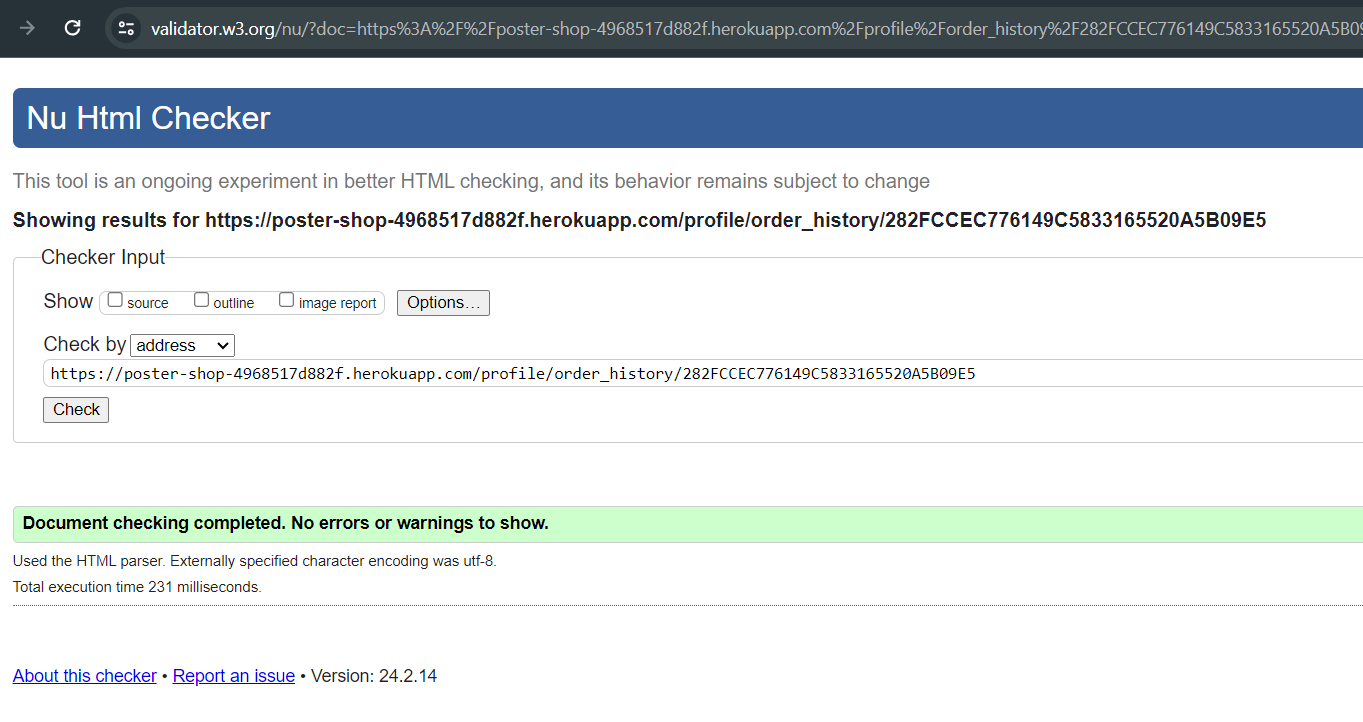 validator.w3.org/nu/?doc=https%3A%2F%2Fposter-shop-4968517d882f.herokuapp.com%2Fprofile%2Forder_history%2F282FCCEC776149C5833165520A5B09
Nu Html Checker
This tool is an ongoing experiment in better HTML checking, and its behavior remains subject to change
Showing results for https://poster-shop-4968517d882f.herokuapp.com/profile/order_history/282FCCEC776149C5833165520A5B09E5
Checker Input
Show source outline image report Options…
Check by address
https://poster-shop-4968517d882f.herokuapp.com/profile/order_history/282FCCEC776149C5833165520A5B09E5
Check
Document checking completed. No errors or warnings to show.
Used the HTML parser. Externally specified character encoding was utf-8.
Total execution time 231 milliseconds.
About this checker • Report an issue • Version: 24.2.14